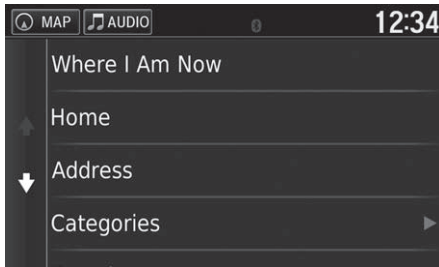 MAP AUDIO 12:34
Where I Am Now
Home
Address
Categories